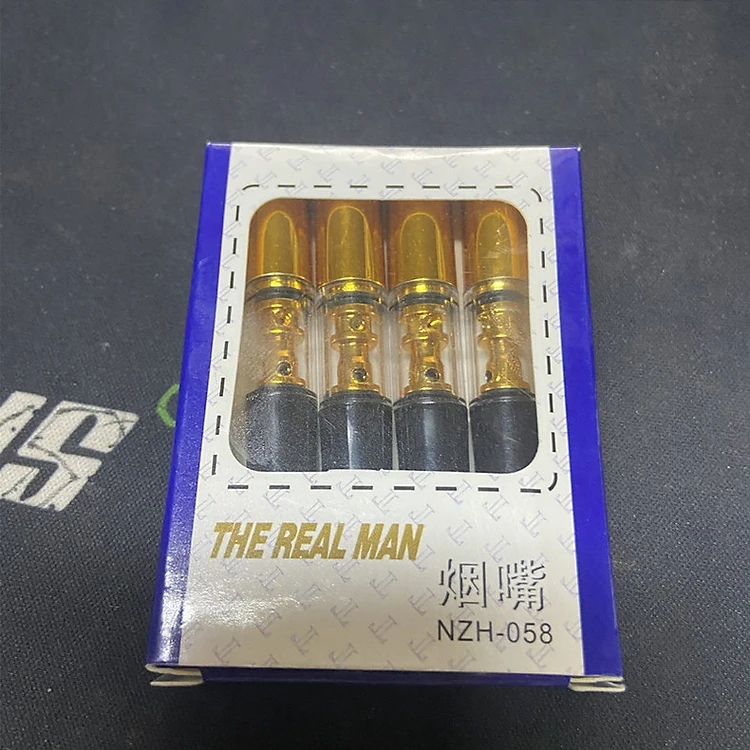 THE REAL MAN
烟嘴
NZH-058